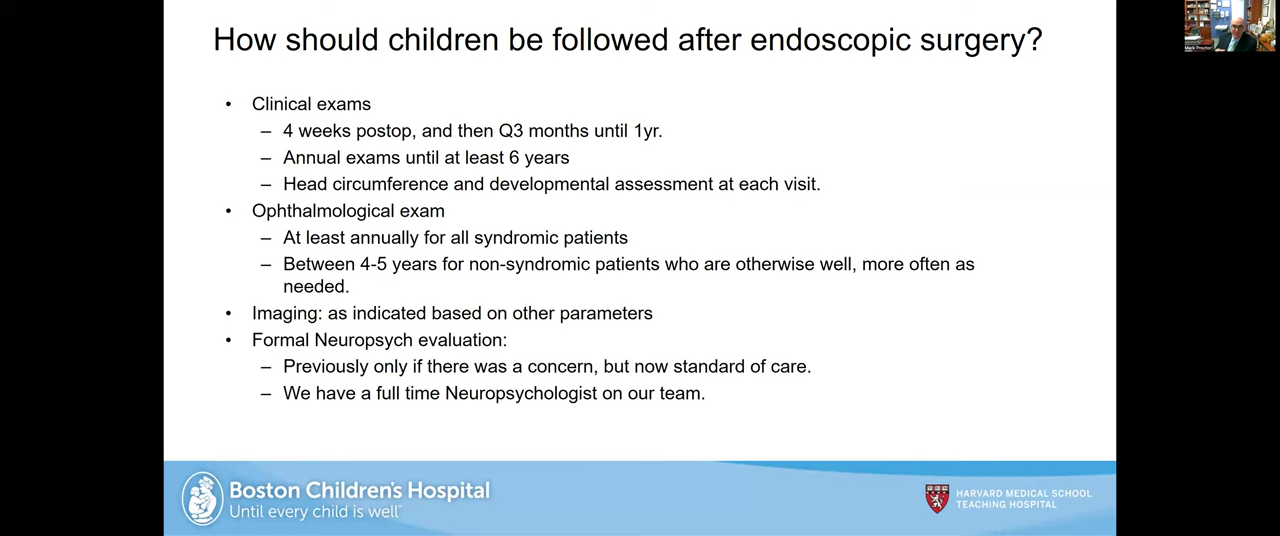 How should children be followed after endoscopic surgery?
Mark Proctor
• Clinical exams
– 4 weeks postop, and then Q3 months until 1yr.
– Annual exams until at least 6 years
– Head circumference and developmental assessment at each visit.
• Ophthalmological exam
– At least annually for all syndromic patients
– Between 4-5 years for non-syndromic patients who are otherwise well, more often as
needed.
• Imaging: as indicated based on other parameters
• Formal Neuropsych evaluation:
– Previously only if there was a concern, but now standard of care.
– We have a full time Neuropsychologist on our team.
Boston Children's Hospital
Until every child is well™
HARVARD MEDICAL SCHOOL
TEACHING HOSPITAL